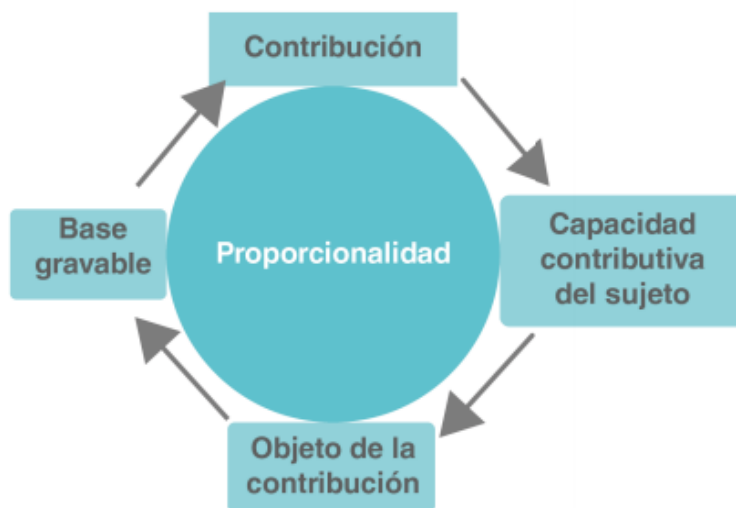 Contribución
Capacidad
contributiva
del sujeto
Objeto de la
contribución
Base
gravable
Proporcionalidad